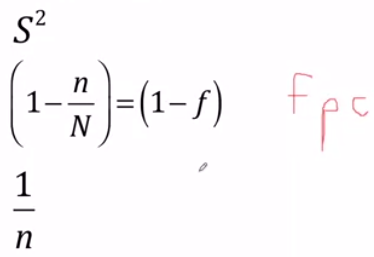 S²
(1 − n/N) = (1 − f) Fpc
1/n